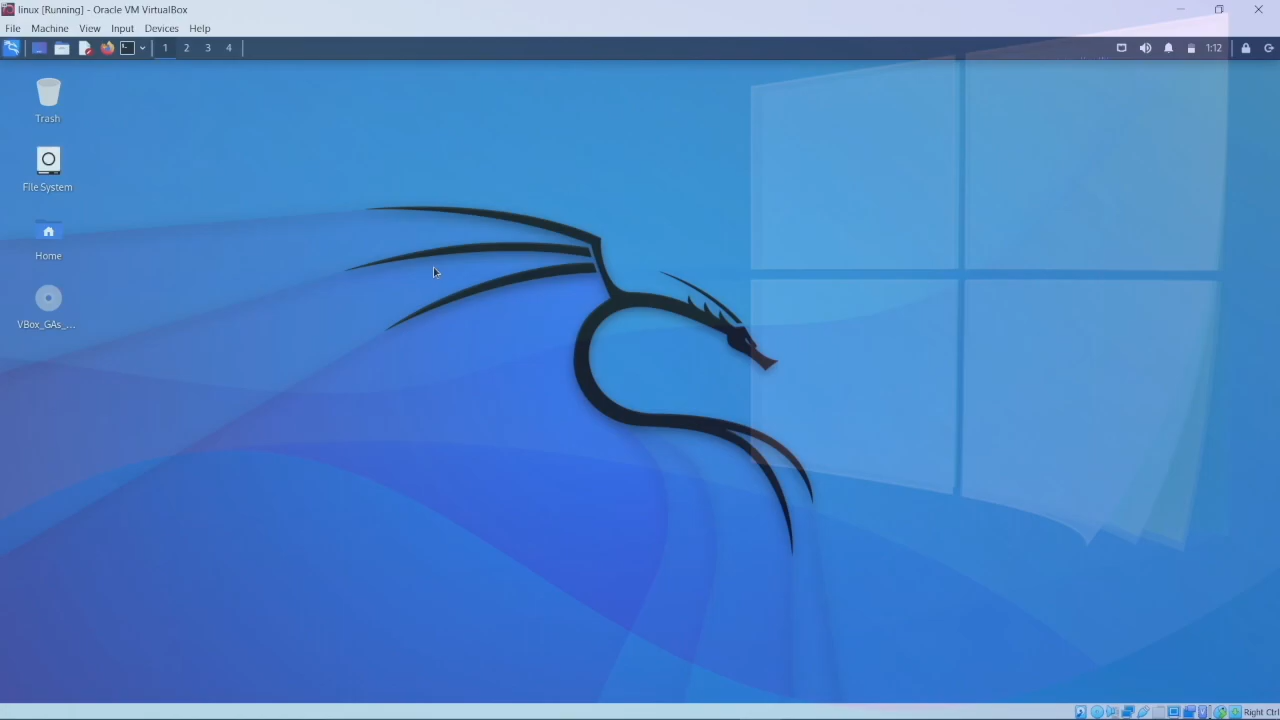 linux [Running] - Oracle VM VirtualBox
File Machine View Input Devices Help
1 2 3 4 1:12
Trash
File System
Home
VBox_GAs_...
Right Ctrl